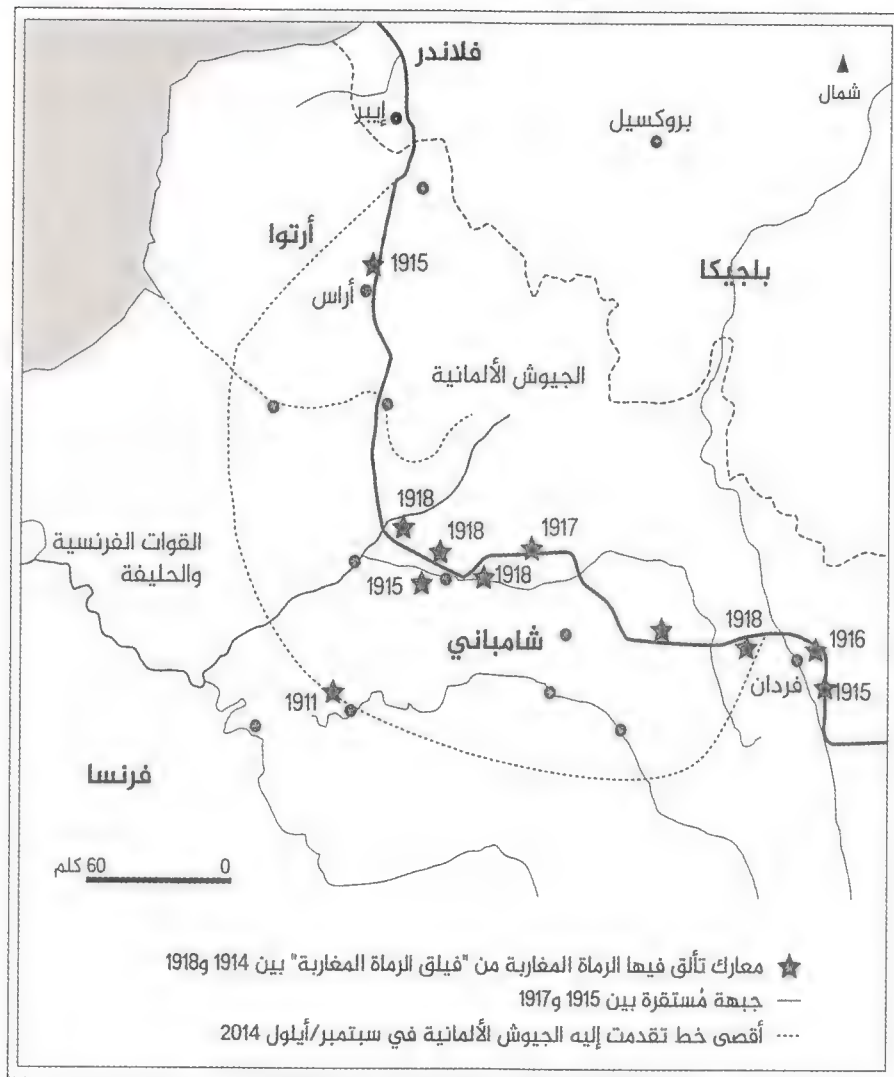 فلاندر
شمال
إيبر
بروكسيل
أرتوا
1915
بلجيكا
أراس
الجيوش الألمانية
1918
1918
1917
القوات الفرنسية
والحليفة
1915
1918
شامباني
1918
1916
فردان
1915
1911
فرنسا
60 كلم
0
معارك تألق فيها الرماة المغاربة من "فيلق الرماة المغاربة" بين 1914 و1918
جبهة مُستقرة بين 1915 و1917
أقصى خط تقدمت إليه الجيوش الألمانية في سبتمبر/أيلول 2014